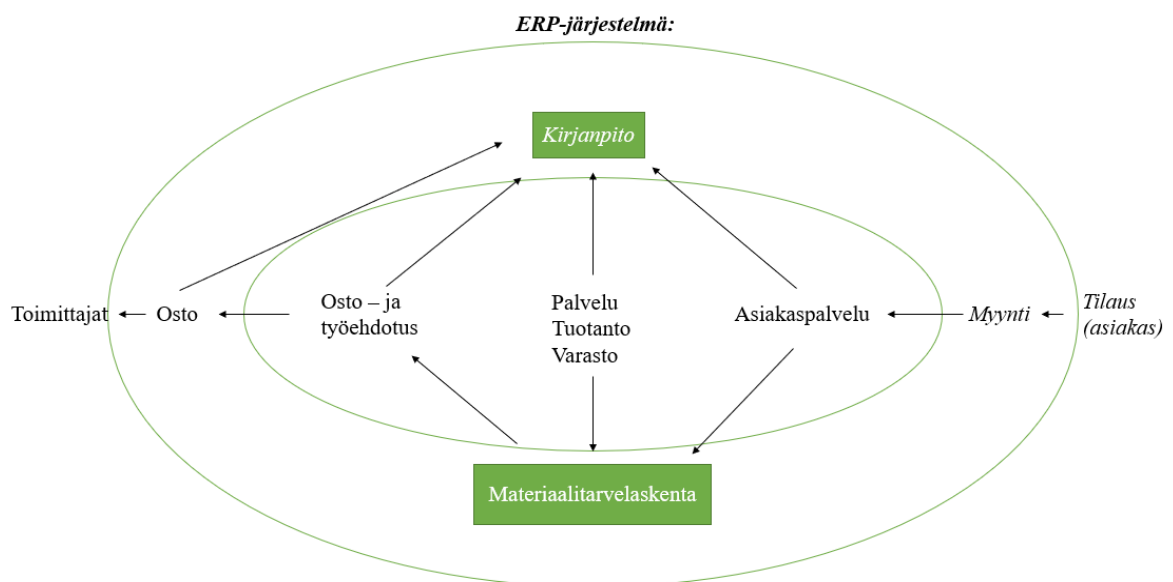 ERP-järjestelmä:
Kirjanpito
Toimittajat
Osto
Osto – ja
työehdotus
Palvelu
Tuotanto
Varasto
Asiakaspalvelu
Myynti
Tilaus
(asiakas)
Materiaalitarvelaskenta